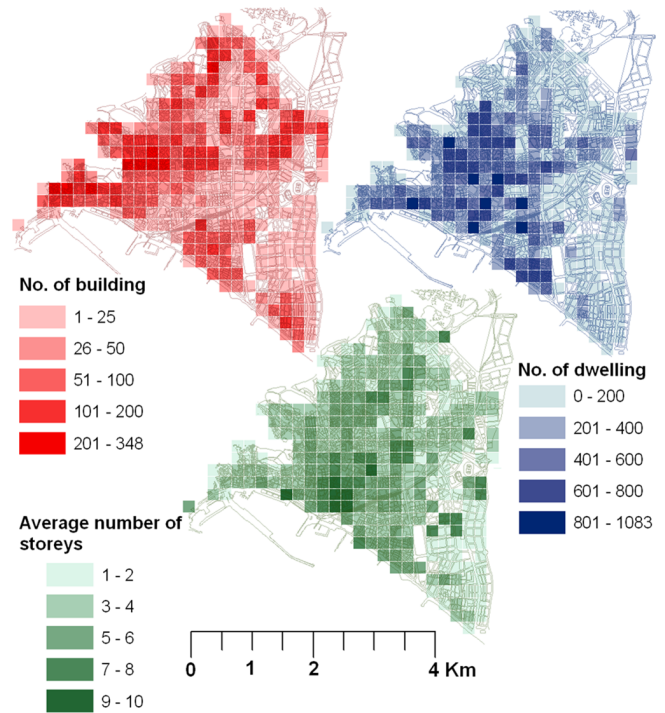 No. of building
1 - 25
26 - 50
51 - 100
101 - 200
201 - 348
No. of dwelling
0 - 200
201 - 400
401 - 600
601 - 800
801 - 1083
Average number of
storeys
1 - 2
3 - 4
5 - 6
7 - 8
9 - 10
0 1 2 4 Km